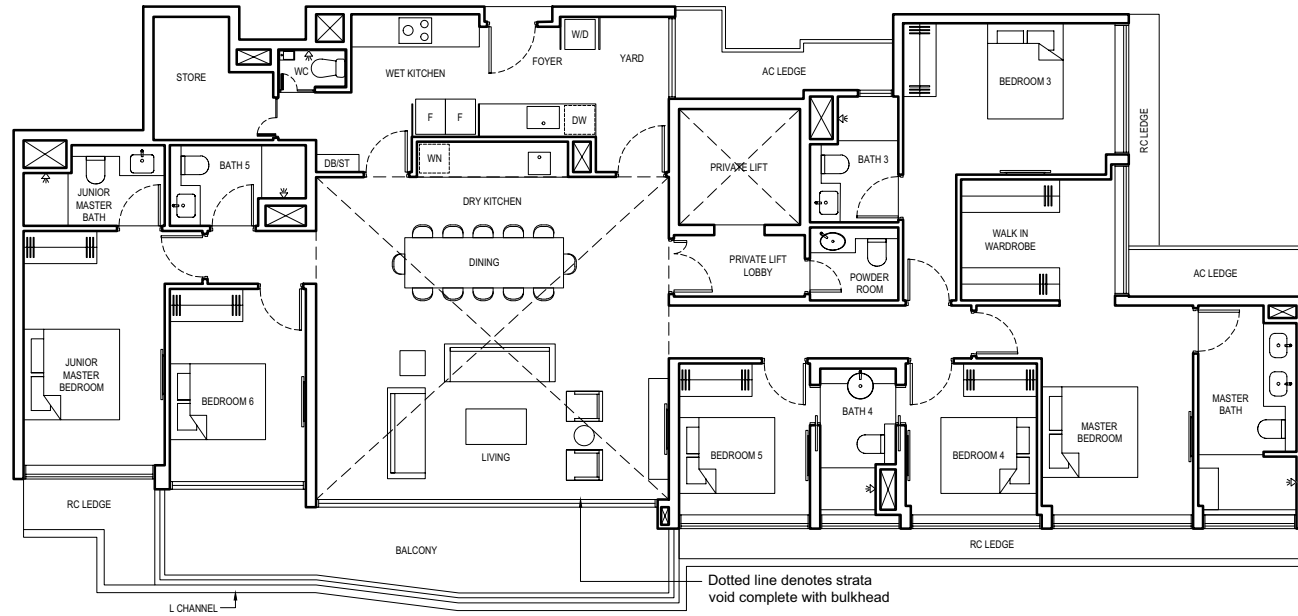 W/D
FOYER
YARD
WC
STORE
WET KITCHEN
AC LEDGE
BEDROOM 3
RC LEDGE
F
F
DW
DB/ST
WN
BATH 5
JUNIOR
MASTER
BATH
PRIVATE LIFT
BATH 3
DRY KITCHEN
WALK IN
WARDROBE
DINING
PRIVATE LIFT
LOBBY
POWDER
ROOM
AC LEDGE
JUNIOR
MASTER
BEDROOM
BEDROOM 6
LIVING
BEDROOM 5
BATH 4
BEDROOM 4
MASTER
BEDROOM
MASTER
BATH
RC LEDGE
BALCONY
RC LEDGE
Dotted line denotes strata
void complete with bulkhead
L CHANNEL